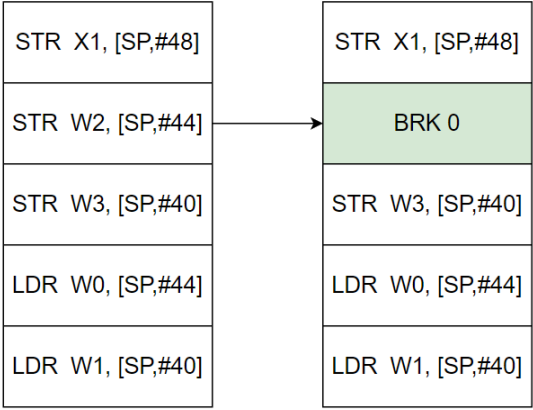 STR X1, [SP,#48]
STR W2, [SP,#44]
STR W3, [SP,#40]
LDR W0, [SP,#44]
LDR W1, [SP,#40]
STR X1, [SP,#48]
BRK 0
STR W3, [SP,#40]
LDR W0, [SP,#44]
LDR W1, [SP,#40]